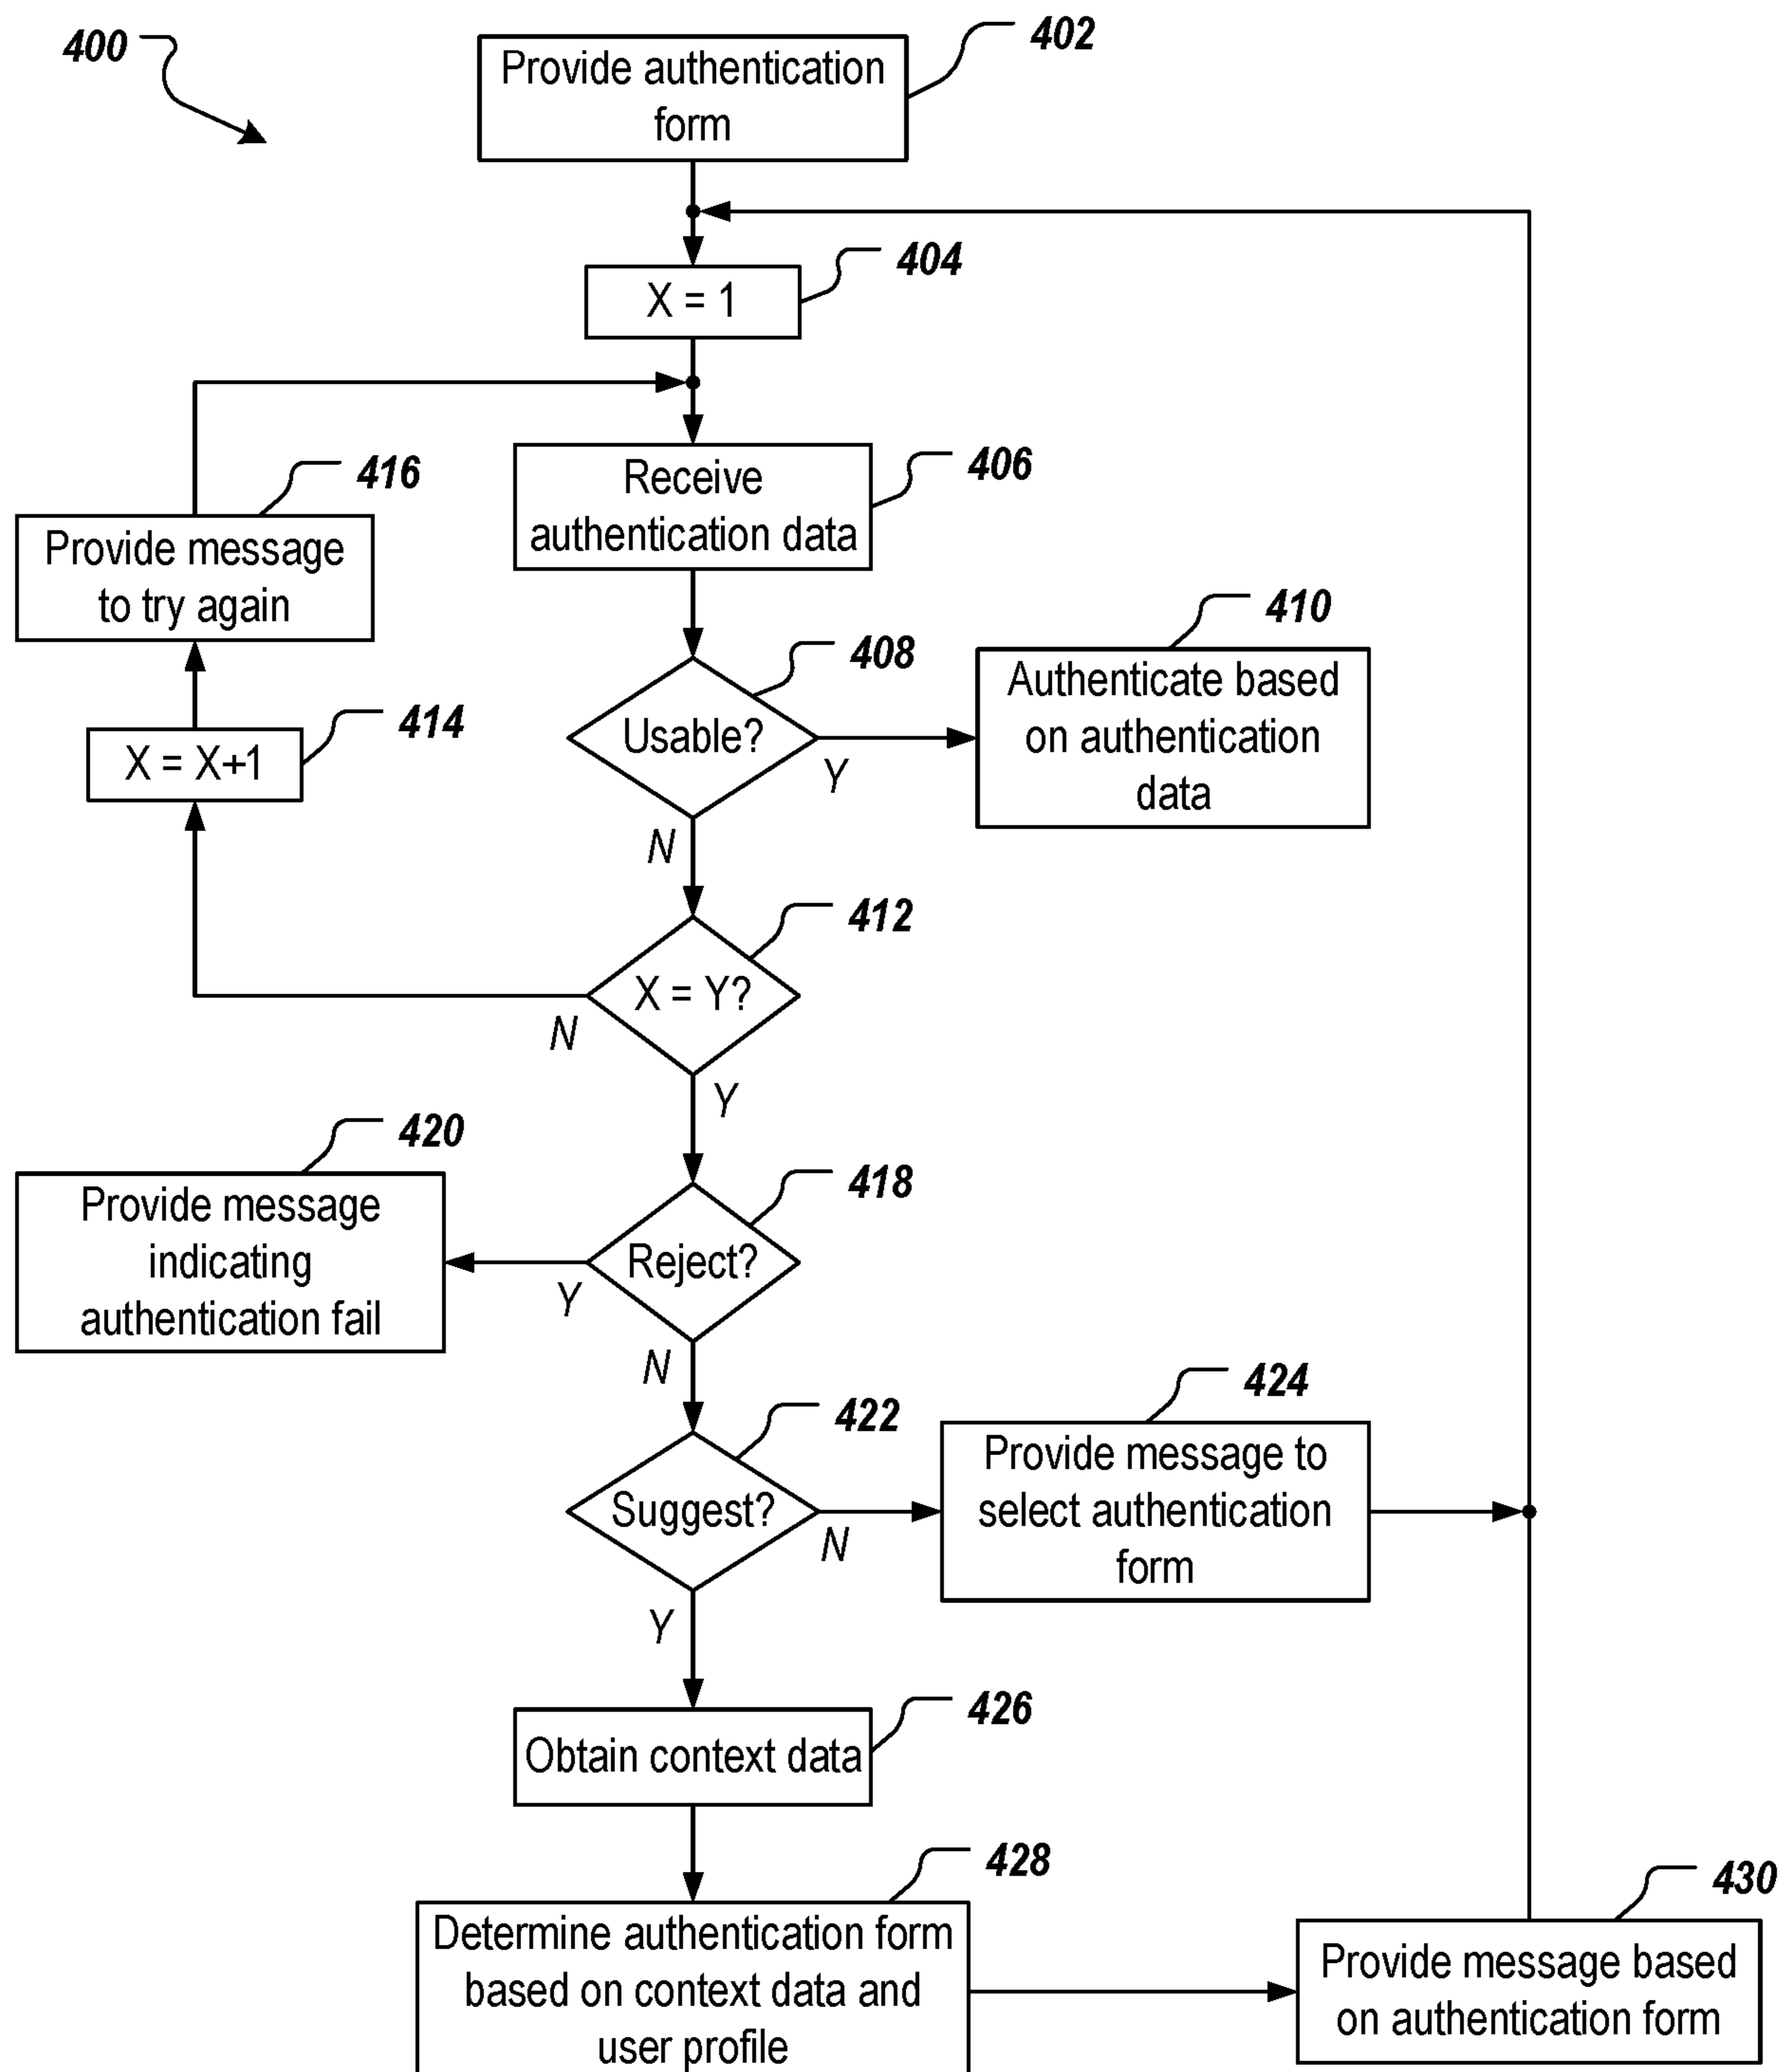 400
402
Provide authentication
form
404
X = 1
416
406
Provide message
to try again
Receive
authentication data
410
408
Authenticate based
on authentication
data
414
X = X+1
Usable?
Y
N
412
X = Y?
N
Y
420
Provide message
indicating
authentication fail
418
Reject?
Y
N
424
422
Provide message to
select authentication
form
Suggest?
N
Y
426
Obtain context data
428
430
Determine authentication form
based on context data and
user profile
Provide message based
on authentication form